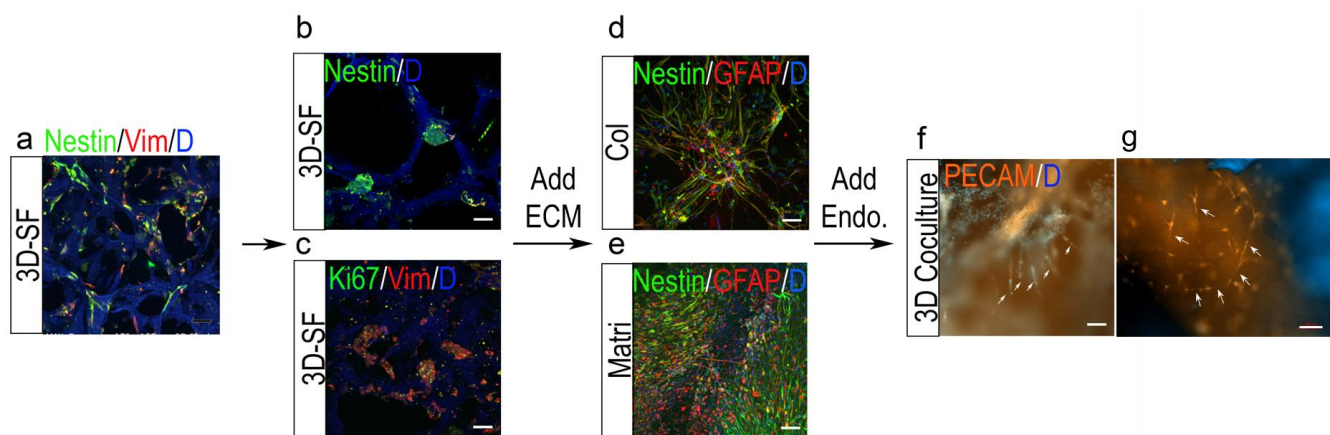 a
Nestin/Vim/D
3D-SF
b
Nestin/D
3D-SF
c
Ki67/Vim/D
3D-SF
Add
ECM
d
Nestin/GFAP/D
Col
e
Nestin/GFAP/D
Matri
Add
Endo.
f
PECAM/D
3D Coculture
g